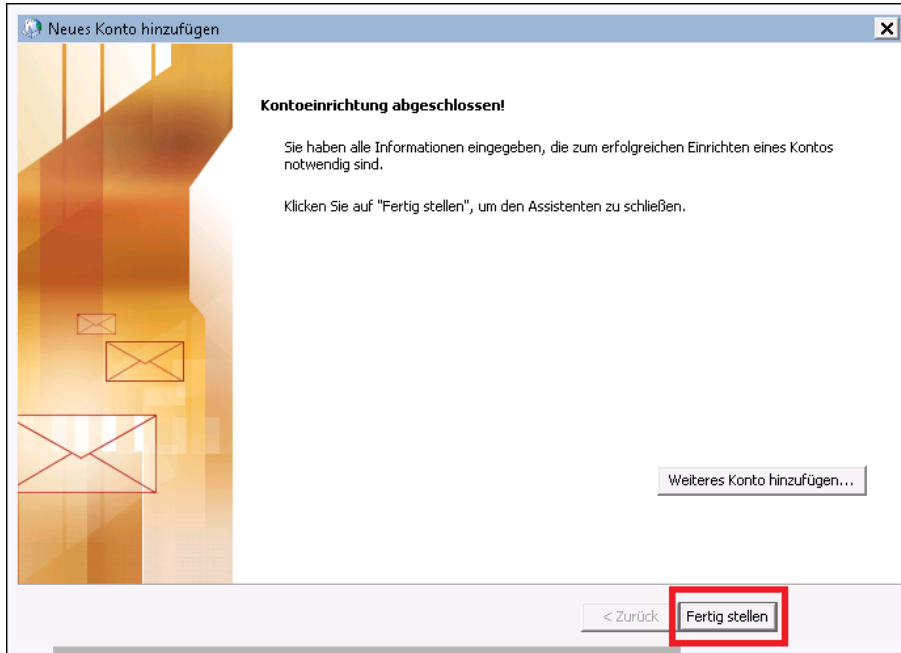 Neues Konto hinzufügen
Kontoeinrichtung abgeschlossen!
Sie haben alle Informationen eingegeben, die zum erfolgreichen Einrichten eines Kontos
notwendig sind.
Klicken Sie auf "Fertig stellen", um den Assistenten zu schließen.
Weiteres Konto hinzufügen...
< Zurück
Fertig stellen